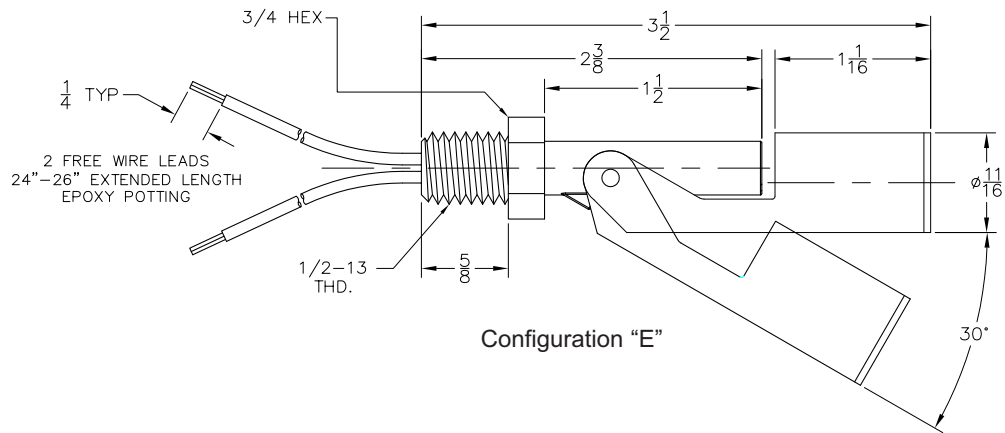 3/4 HEX
3 1/2
2 3/8
1 1/16
1/4 TYP
1 1/2
2 FREE WIRE LEADS
24"-26" EXTENDED LENGTH
EPOXY POTTING
ø 11/16
1/2-13
THD.
5/8
Configuration “E”
30°